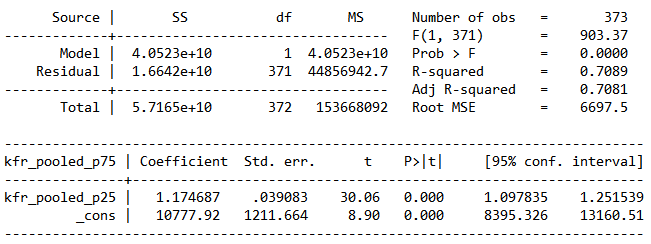 Source | SS df MS Number of obs = 373
-------------+---------------------------------- F(1, 371) = 903.37
Model | 4.0523e+10 1 4.0523e+10 Prob > F = 0.0000
Residual | 1.6642e+10 371 44856942.7 R-squared = 0.7089
-------------+---------------------------------- Adj R-squared = 0.7081
Total | 5.7165e+10 372 153668092 Root MSE = 6697.5
------------------------------------------------------------------------------
kfr_pooled_p75 | Coefficient Std. err. t P>|t| [95% conf. interval]
---------------+----------------------------------------------------------------
kfr_pooled_p25 | 1.174687 .039083 30.06 0.000 1.097835 1.251539
_cons | 10777.92 1211.664 8.90 0.000 8395.326 13160.51
------------------------------------------------------------------------------